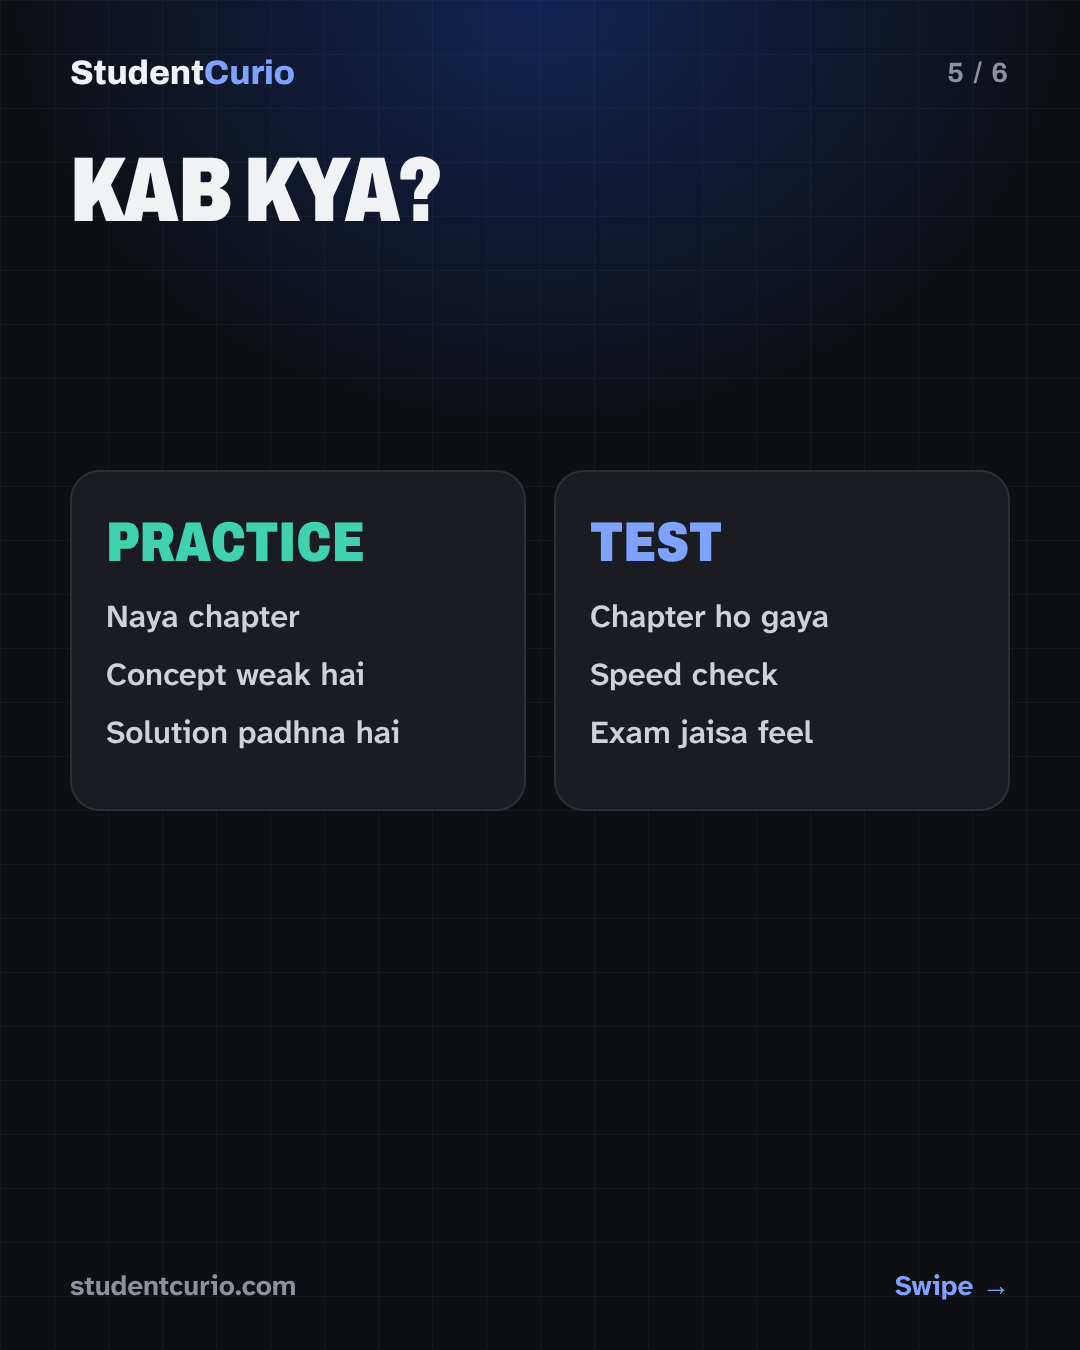 StudentCurio
5 / 6
KAB KYA?
PRACTICE
Naya chapter
Concept weak hai
Solution padhna hai
TEST
Chapter ho gaya
Speed check
Exam jaisa feel
studentcurio.com
Swipe →